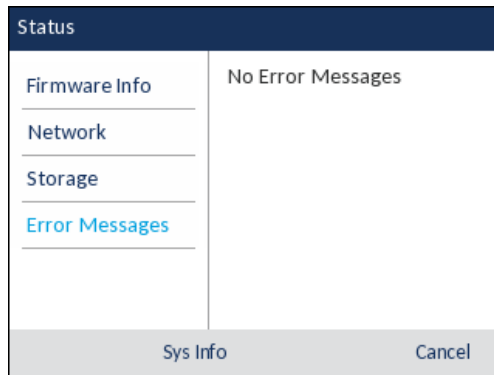 Status
Firmware Info
Network
Storage
Error Messages
No Error Messages
Sys Info
Cancel